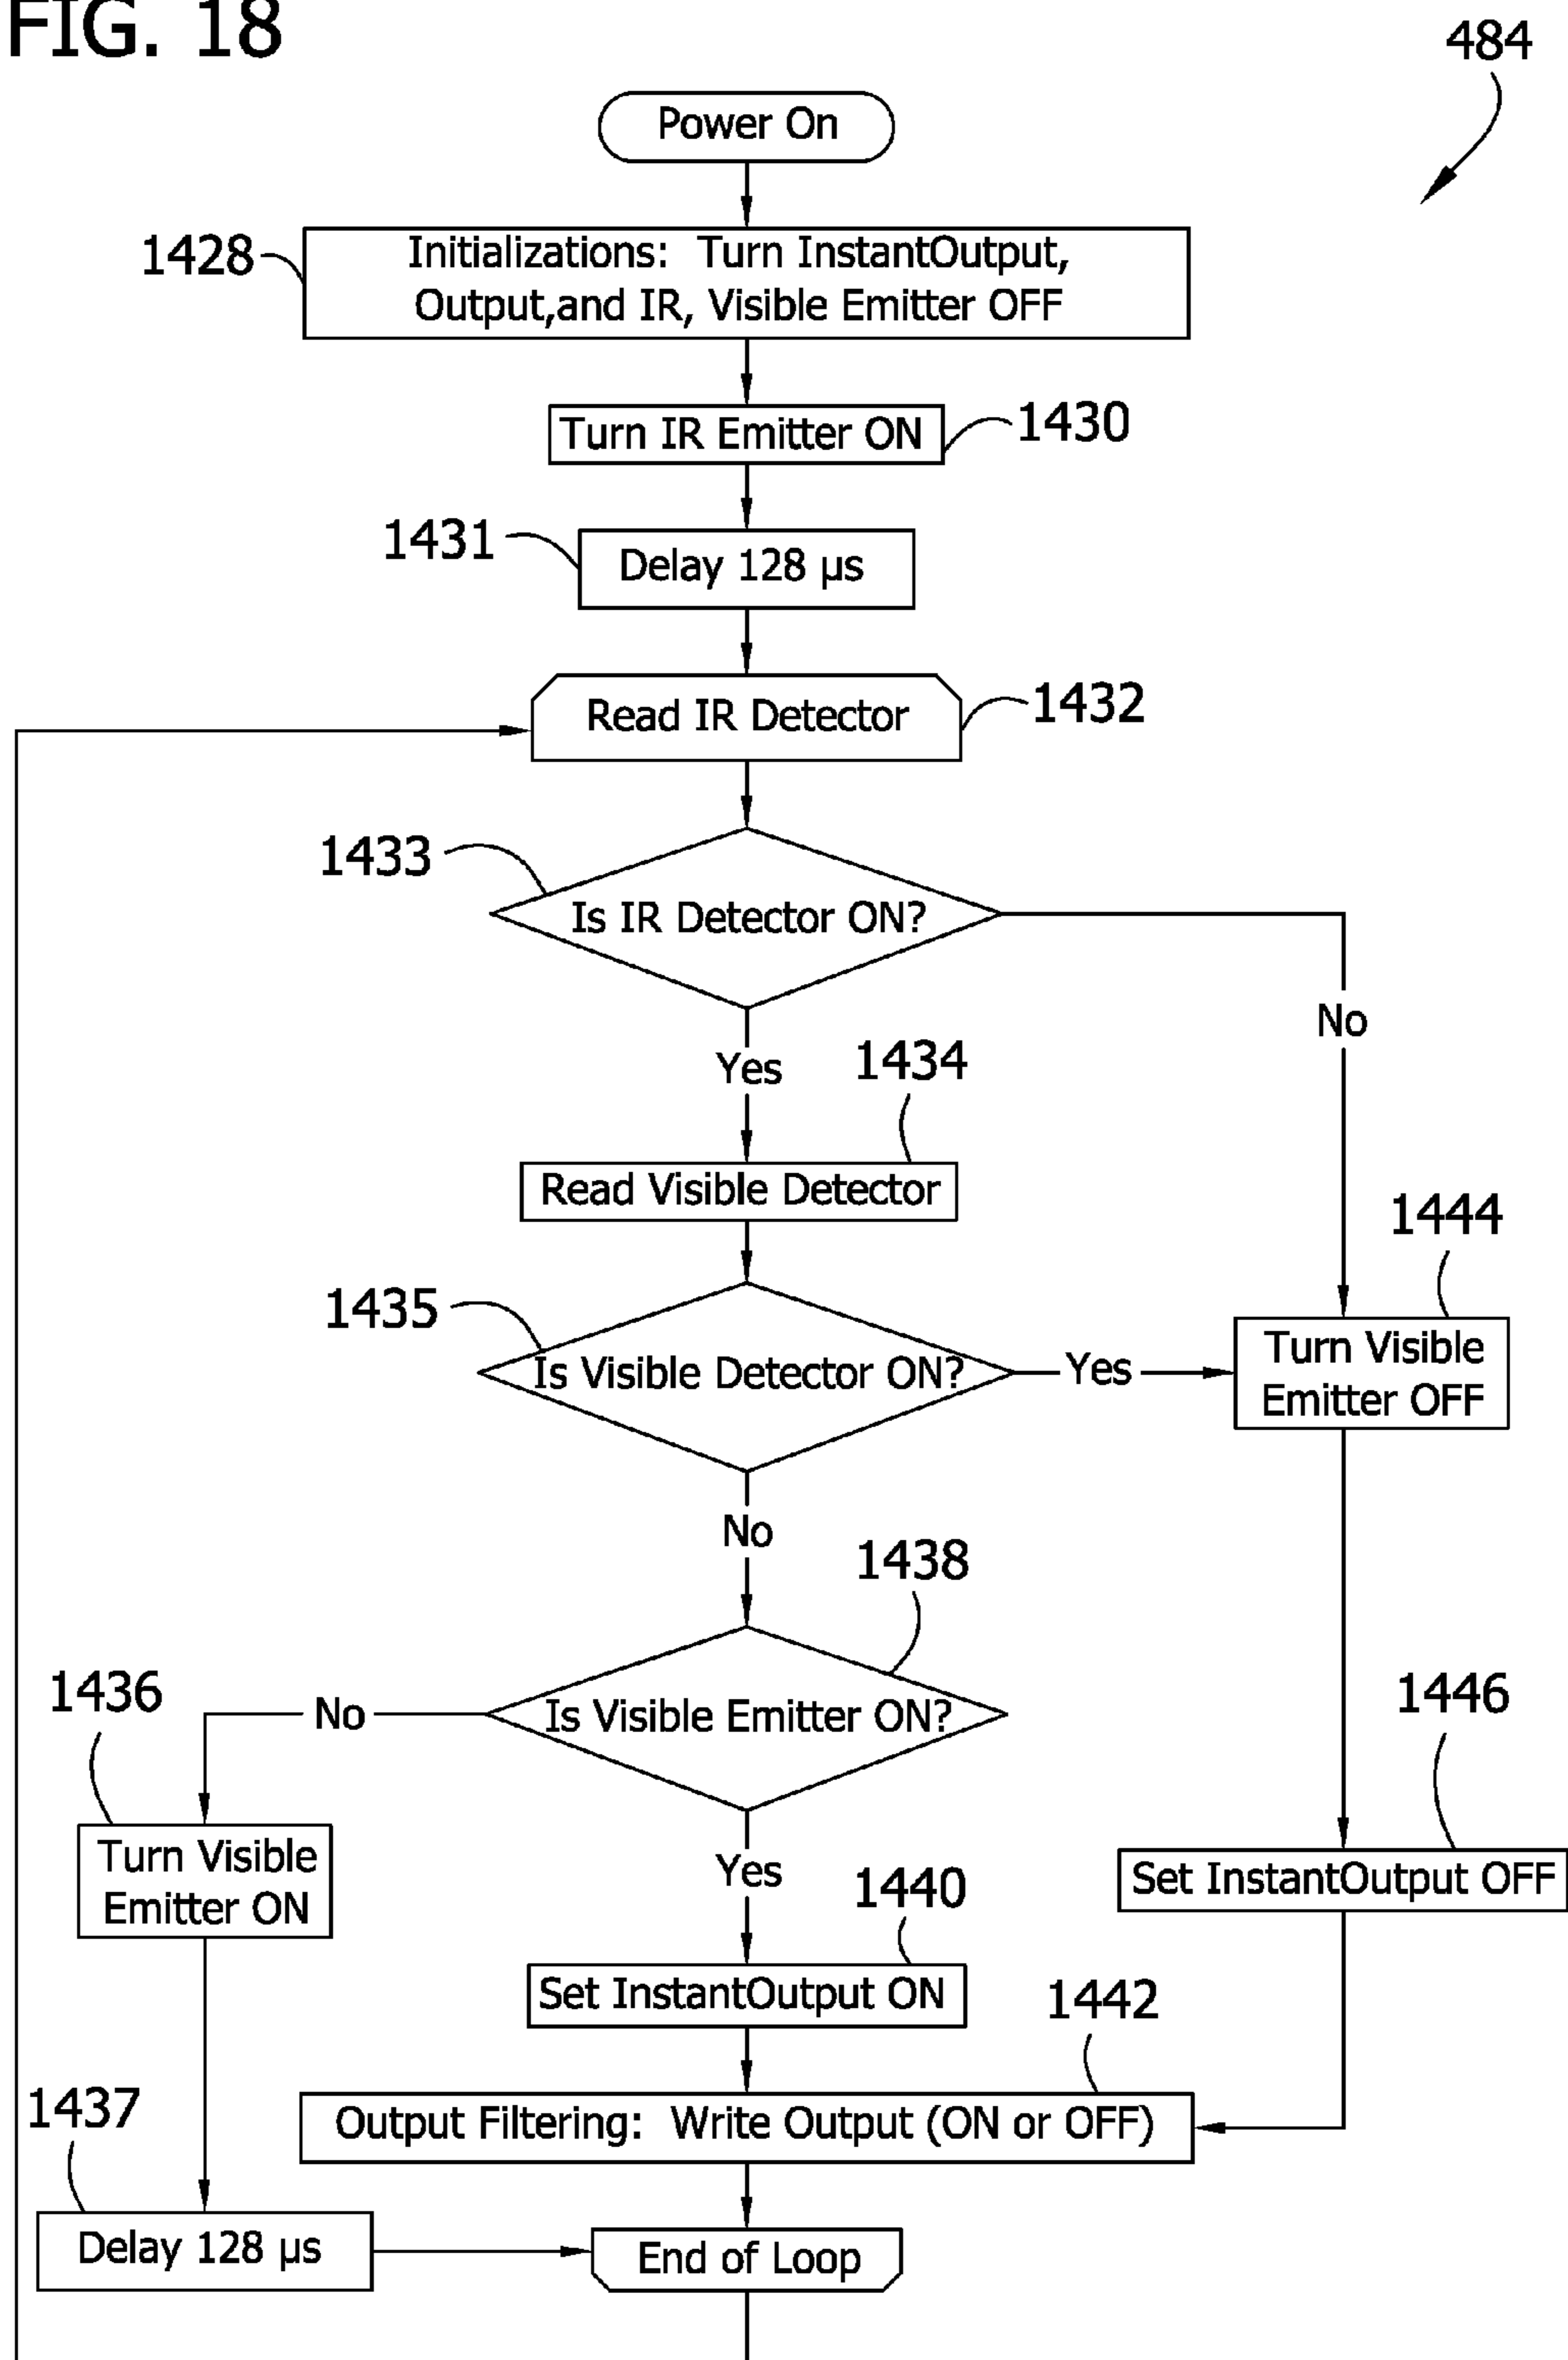 FIG. 18
484
Power On
1428
Initializations: Turn InstantOutput,
Output,and IR, Visible Emitter OFF
Turn IR Emitter ON
1430
1431
Delay 128 µs
Read IR Detector
1432
1433
Is IR Detector ON?
No
Yes
1434
Read Visible Detector
1444
1435
Is Visible Detector ON?
Yes
Turn Visible
Emitter OFF
No
1438
1436
No
Is Visible Emitter ON?
1446
Turn Visible
Emitter ON
Yes
1440
Set InstantOutput OFF
Set InstantOutput ON
1442
1437
Output Filtering: Write Output (ON or OFF)
Delay 128 µs
End of Loop